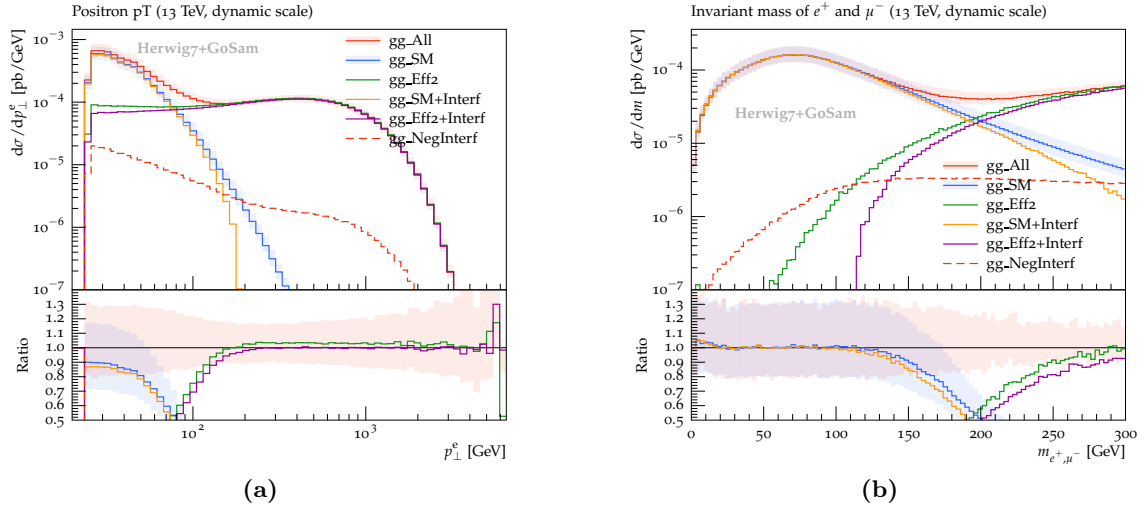 Positron pT (13 TeV, dynamic scale)
dσ/dp⊥^e [pb/GeV]
10^−3
10^−4
10^−5
10^−6
10^−7
Herwig7+GoSam
gg_All
gg_SM
gg_Eff2
gg_SM+Interf
gg_Eff2+Interf
gg_NegInterf
Ratio
1.3
1.2
1.1
1.0
0.9
0.8
0.7
0.6
0.5
10^2
10^3
p⊥^e [GeV]
(a)
Invariant mass of e^+ and μ^− (13 TeV, dynamic scale)
dσ/dm [pb/GeV]
10^−4
10^−5
10^−6
10^−7
Herwig7+GoSam
gg_All
gg_SM
gg_Eff2
gg_SM+Interf
gg_Eff2+Interf
gg_NegInterf
Ratio
1.3
1.2
1.1
1.0
0.9
0.8
0.7
0.6
0.5
0
50
100
150
200
250
300
m_{e^+,μ^−} [GeV]
(b)